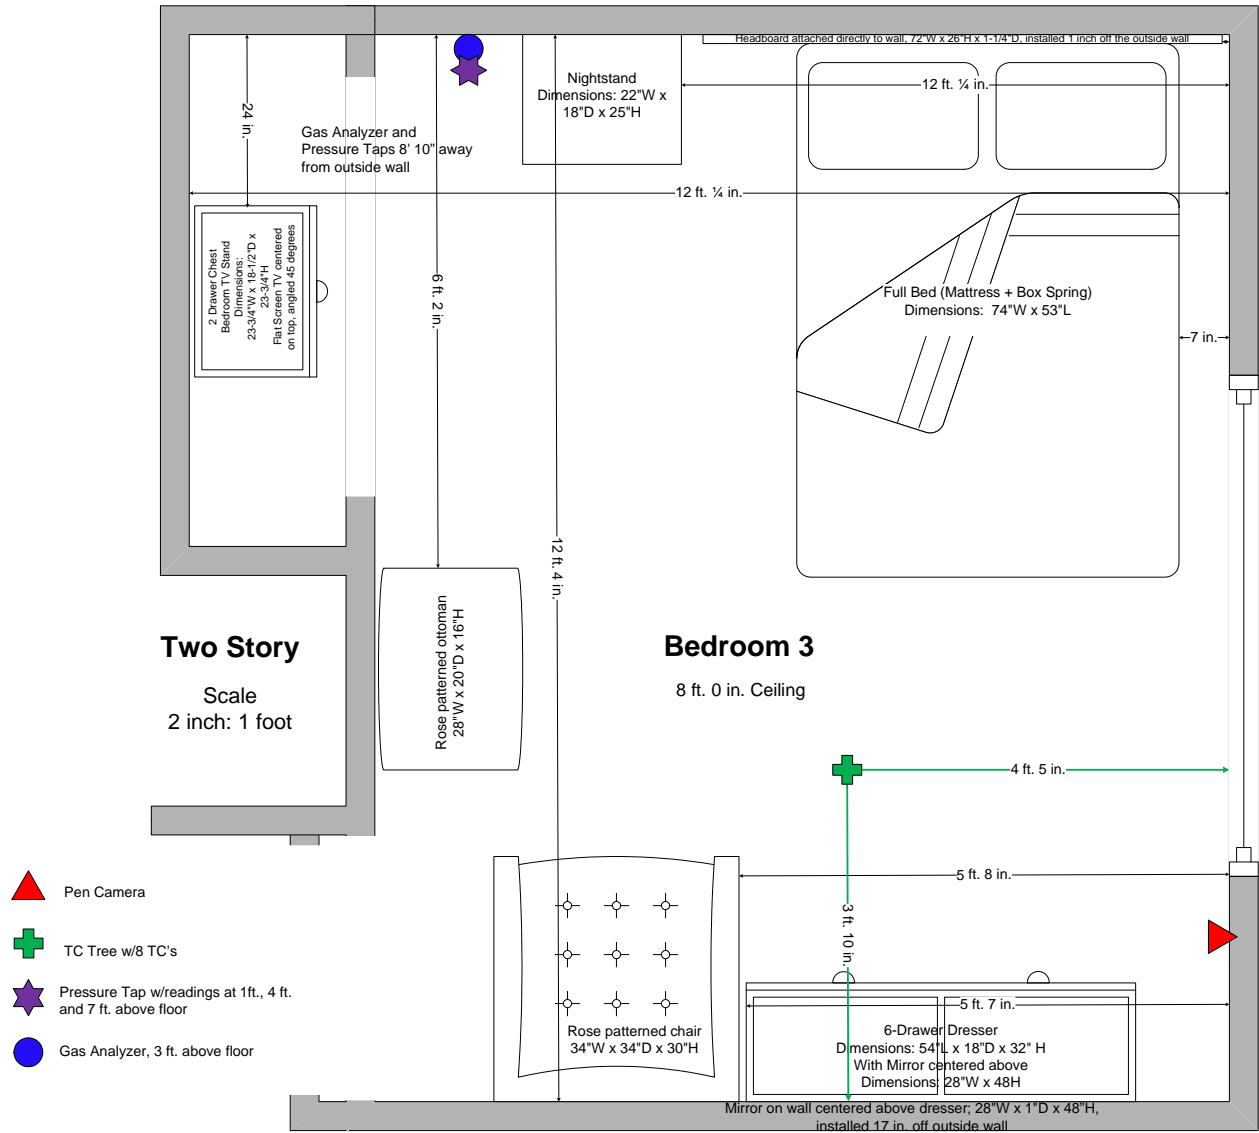 Headboard attached directly to wall, 72"W x 26"H x 1-1/4"D, installed 1 inch off the outside wall
Nightstand
Dimensions: 22"W x
18"D x 25"H
12 ft. ¼ in.
24 in.
Gas Analyzer and
Pressure Taps 8' 10" away
from outside wall
12 ft. ¼ in.
2 Drawer Chest
Bedroom TV Stand
Dimensions:
23-3/4"W x 18-1/2"D x
23-3/4"H
Flat Screen TV centered
on top, angled 45 degrees
6 ft. 2 in.
Full Bed (Mattress + Box Spring)
Dimensions: 74"W x 53"L
7 in.
12 ft. 4 in.
Rose patterned ottoman
28"W x 20"D x 16"H
Two Story
Scale
2 inch: 1 foot
Bedroom 3
8 ft. 0 in. Ceiling
4 ft. 5 in.
5 ft. 8 in.
3 ft. 10 in.
Pen Camera
TC Tree w/8 TC's
Pressure Tap w/readings at 1ft., 4 ft.
and 7 ft. above floor
Gas Analyzer, 3 ft. above floor
Rose patterned chair
34"W x 34"D x 30"H
5 ft. 7 in.
6-Drawer Dresser
Dimensions: 54"L x 18"D x 32" H
With Mirror centered above
Dimensions: 28"W x 48H
Mirror on wall centered above dresser; 28"W x 1"D x 48"H,
installed 17 in. off outside wall